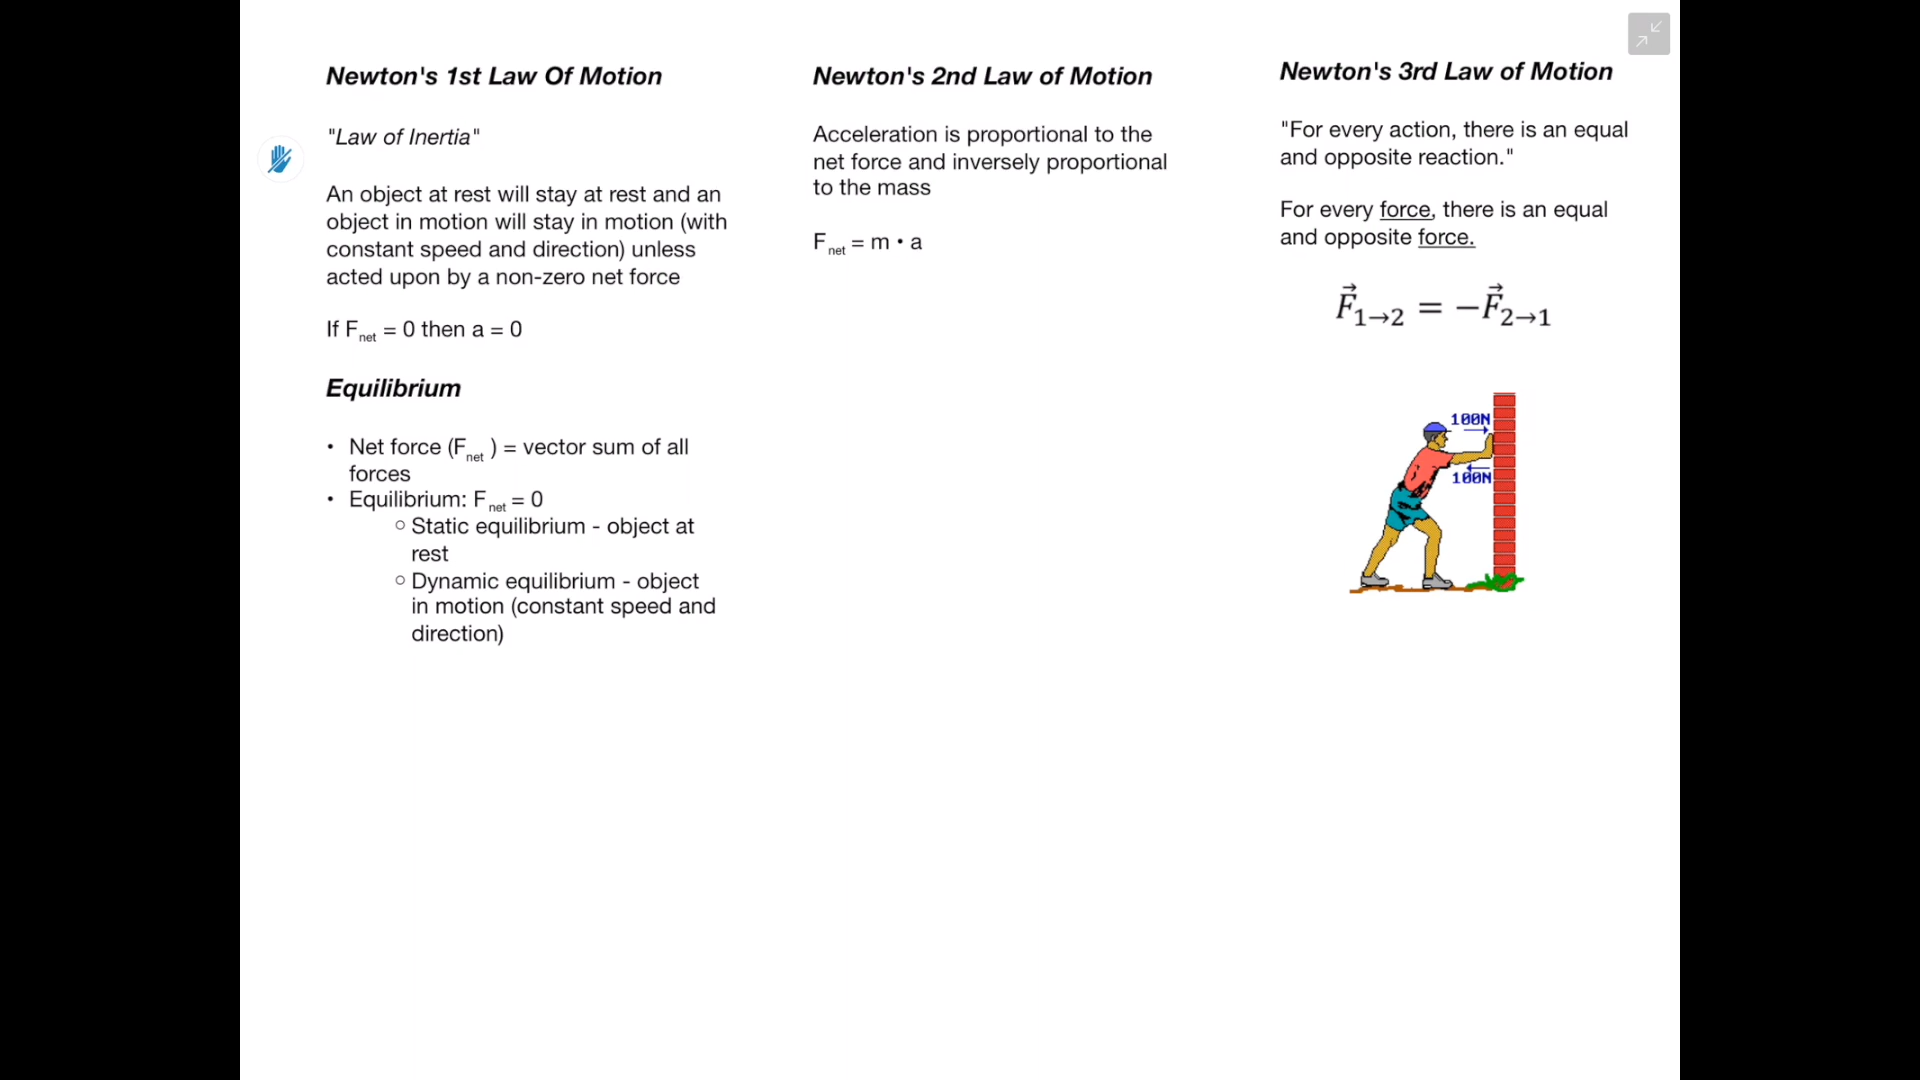 Newton's 1st Law Of Motion
"Law of Inertia"
An object at rest will stay at rest and an
object in motion will stay in motion (with
constant speed and direction) unless
acted upon by a non-zero net force
If Fnet = 0 then a = 0
Equilibrium
• Net force (Fnet ) = vector sum of all
forces
• Equilibrium: Fnet = 0
○ Static equilibrium - object at
rest
○ Dynamic equilibrium - object
in motion (constant speed and
direction)
Newton's 2nd Law of Motion
Acceleration is proportional to the
net force and inversely proportional
to the mass
Fnet = m • a
Newton's 3rd Law of Motion
"For every action, there is an equal
and opposite reaction."
For every force, there is an equal
and opposite force.
F⃗1→2 = −F⃗2→1
100N
100N